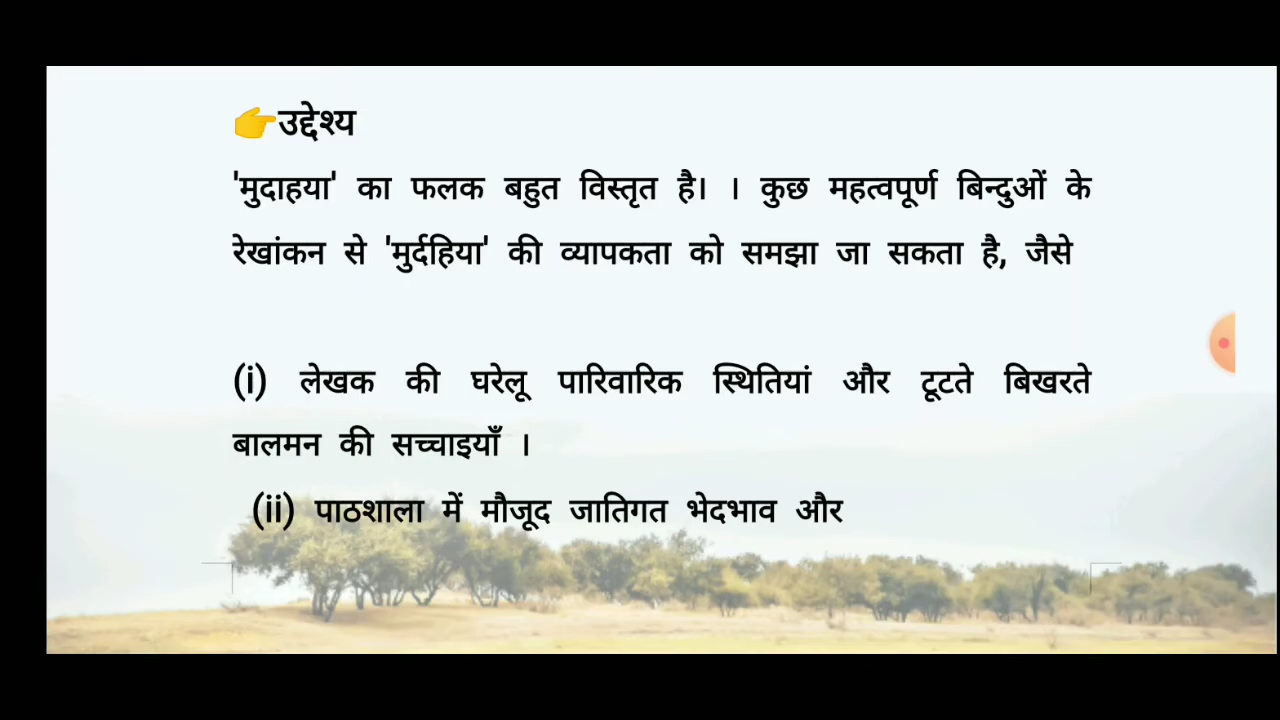 👉उद्देश्य
'मुदाहया' का फलक बहुत विस्तृत है। । कुछ महत्वपूर्ण बिन्दुओं के
रेखांकन से 'मुर्दहिया' की व्यापकता को समझा जा सकता है, जैसे
(i) लेखक की घरेलू पारिवारिक स्थितियां और टूटते बिखरते
बालमन की सच्चाइयाँ ।
(ii) पाठशाला में मौजूद जातिगत भेदभाव और